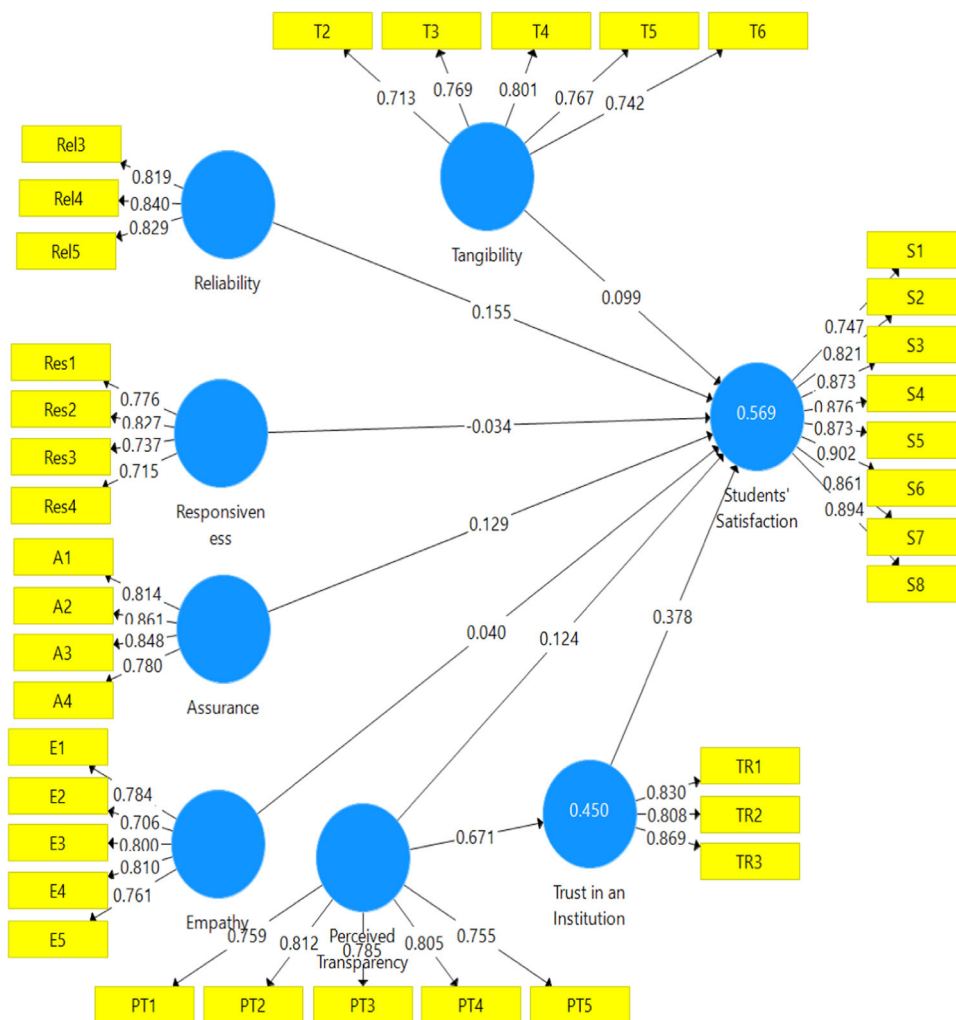 T2 T3 T4 T5 T6
0.713 0.769 0.801 0.767 0.742
Tangibility
0.099
Rel3
Rel4
Rel5
0.819
0.840
0.829
Reliability
0.155
Res1
Res2
Res3
Res4
0.776
0.827
0.737
0.715
Responsiven
ess
-0.034
A1
A2
A3
A4
0.814
0.861
0.848
0.780
Assurance
0.129
E1
E2
E3
E4
E5
0.784
0.706
0.800
0.810
0.761
Empathy
0.040
0.124
0.378
0.671
Perceived
Transparency
0.759 0.812 0.785 0.805 0.755
PT1 PT2 PT3 PT4 PT5
0.450
Trust in an
Institution
0.830
0.808
0.869
TR1
TR2
TR3
0.569
Students'
Satisfaction
0.747
0.821
0.873
0.876
0.873
0.902
0.861
0.894
S1
S2
S3
S4
S5
S6
S7
S8